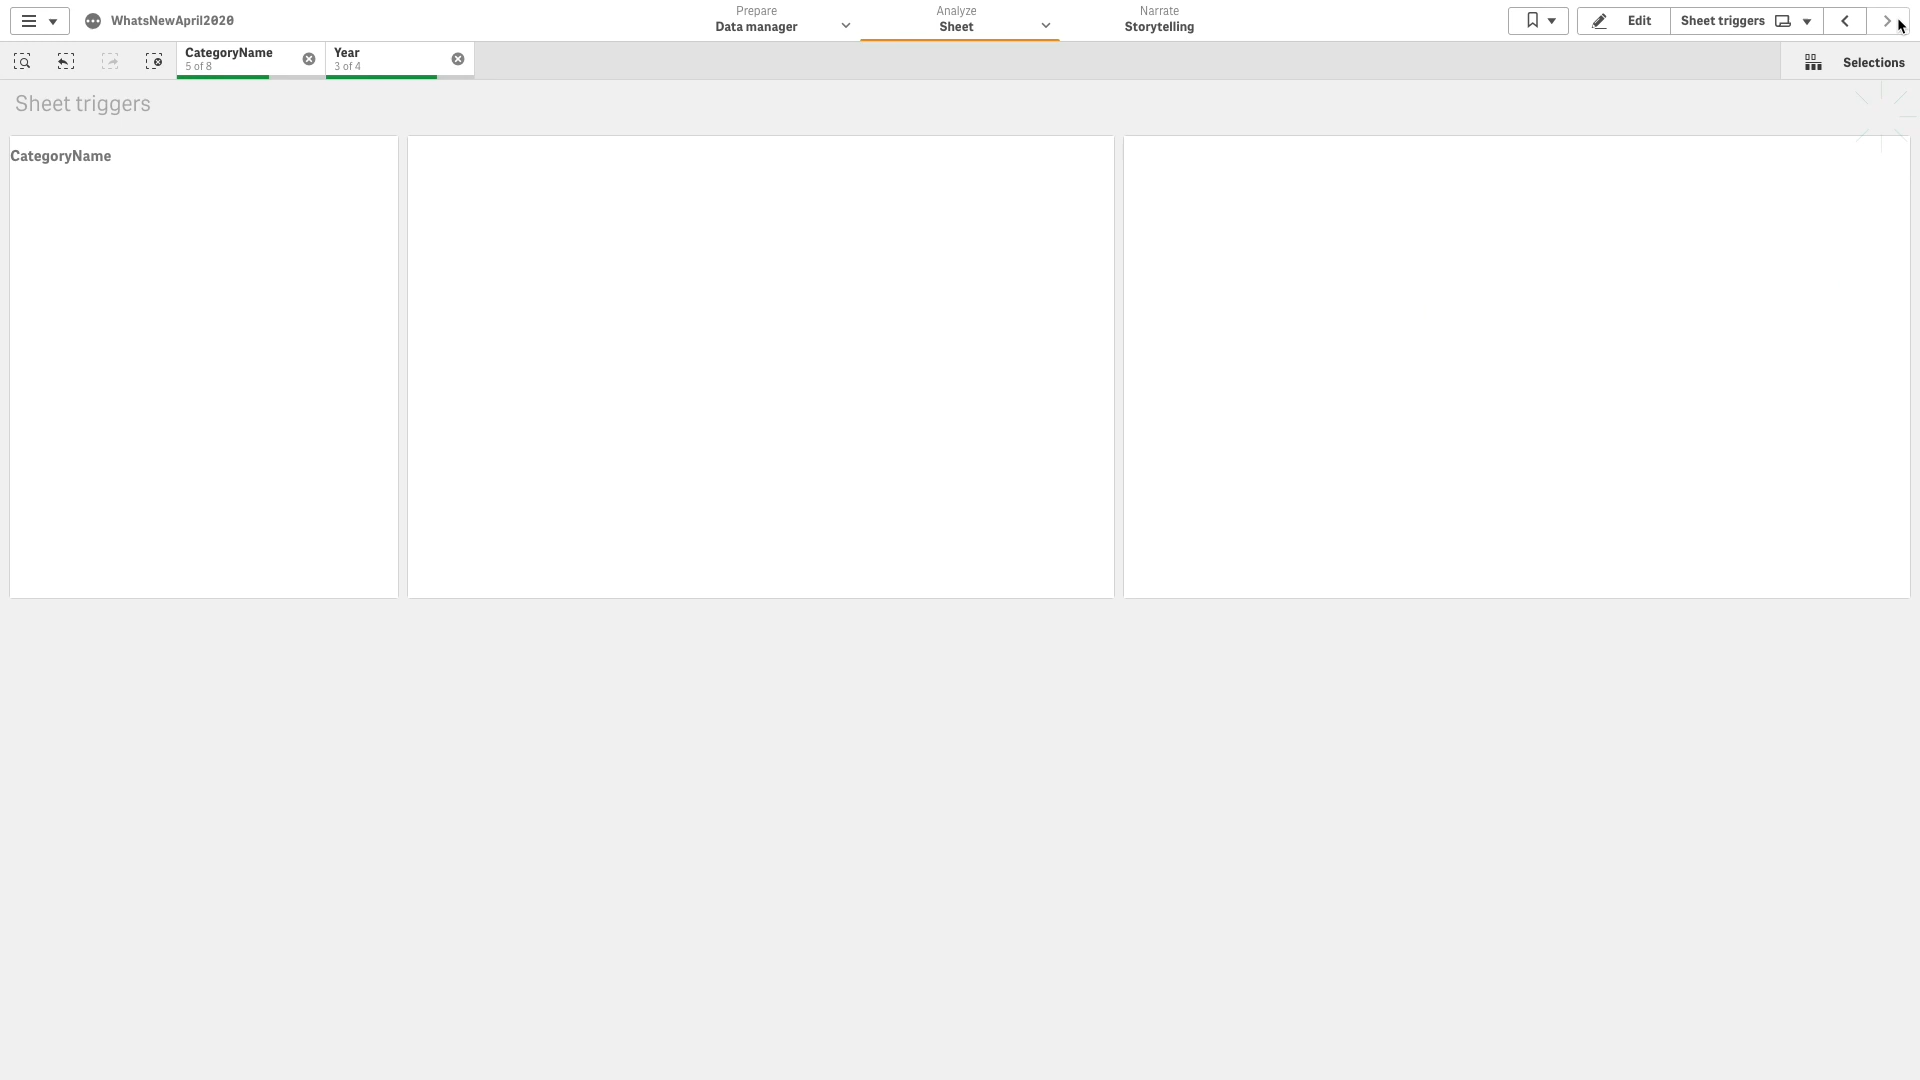 WhatsNewApril2020
Prepare
Data manager
Analyze
Sheet
Narrate
Storytelling
Edit
Sheet triggers
CategoryName
5 of 8
Year
3 of 4
Selections
Sheet triggers
CategoryName